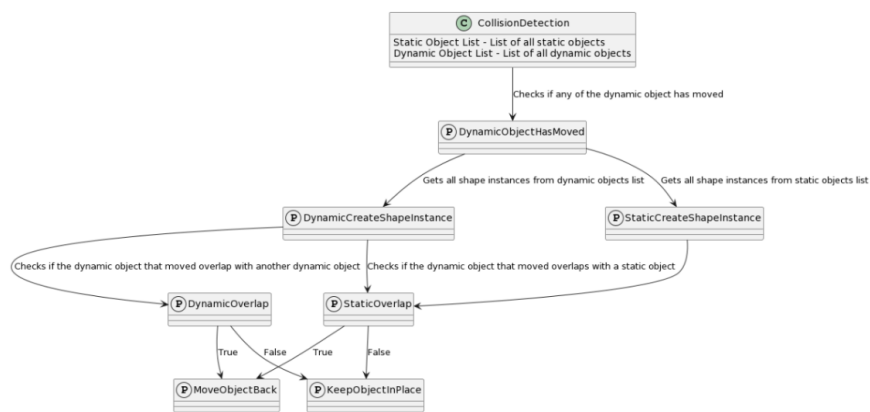 C CollisionDetection
Static Object List - List of all static objects
Dynamic Object List - List of all dynamic objects
Checks if any of the dynamic object has moved
P DynamicObjectHasMoved
Gets all shape instances from dynamic objects list
Gets all shape instances from static objects list
P DynamicCreateShapeInstance
P StaticCreateShapeInstance
Checks if the dynamic object that moved overlap with another dynamic object
Checks if the dynamic object that moved overlaps with a static object
P DynamicOverlap
P StaticOverlap
True
False
True
False
P MoveObjectBack
P KeepObjectInPlace